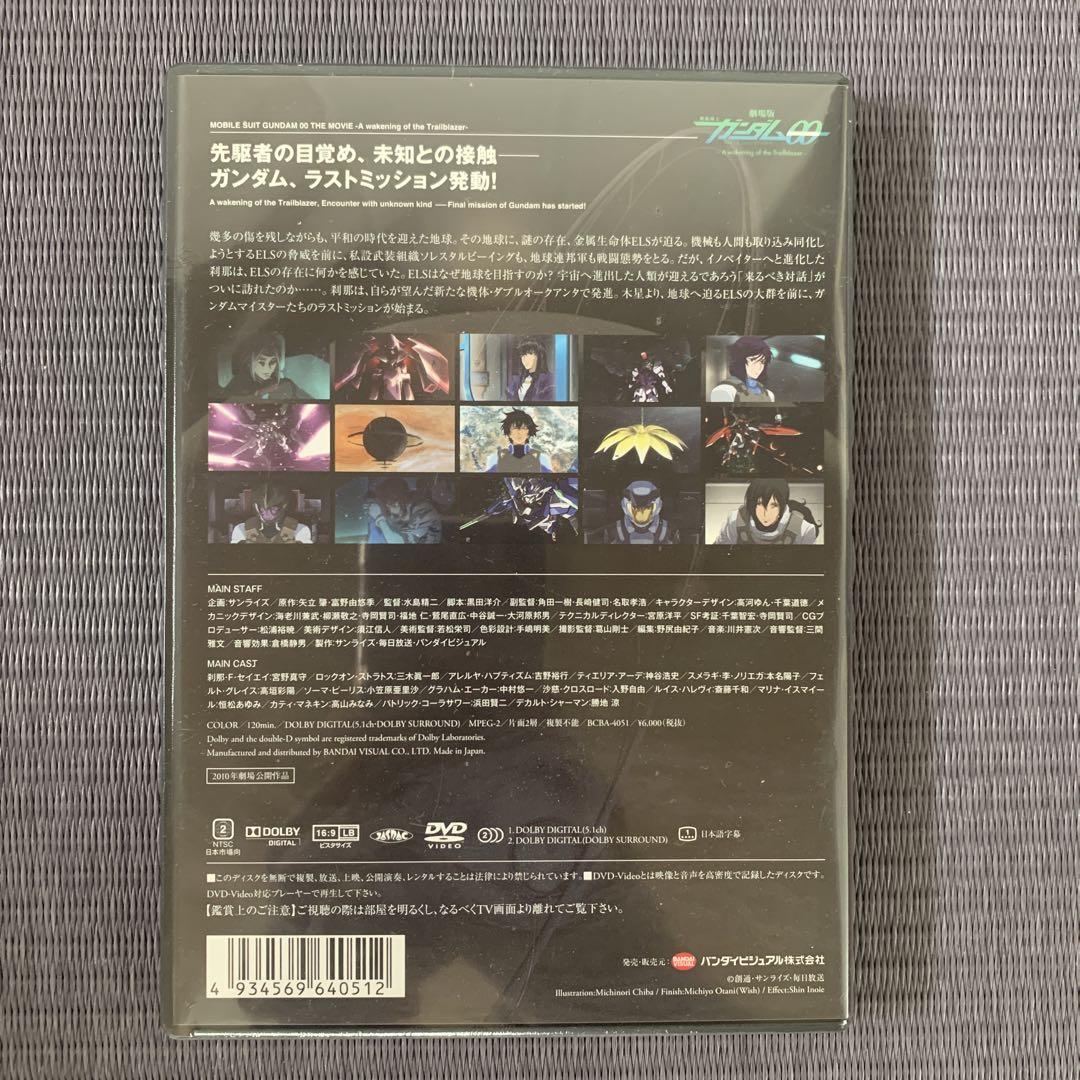 MOBILE SUIT GUNDAM 00 THE MOVIE -A wakening of the Trailblazer-
劇場版
機動戦士
ガンダム00
-A wakening of the Trailblazer-
先駆者の目覚め、未知との接触――
ガンダム、ラストミッション発動!
A wakening of the Trailblazer, Encounter with unknown kind ―Final mission of Gundam has started!
幾多の傷を残しながらも、平和の時代を迎えた地球。その地球に、謎の存在、金属生命体ELSが迫る。機械も人間も取り込み同化し
ようとするELSの脅威を前に、私設武装組織ソレスタルビーイングも、地球連邦軍も戦闘態勢をとる。だが、イノベイターへと進化した
刹那は、ELSの存在に何かを感じていた。ELSはなぜ地球を目指すのか? 宇宙へ進出した人類が迎えるであろう「来るべき対話」が
ついに訪れたのか……。刹那は、自らが望んだ新たな機体・ダブルオークアンタで発進。木星より、地球へ迫るELSの大群を前に、ガ
ンダムマイスターたちのラストミッションが始まる。
MAIN STAFF
企画:サンライズ/原作:矢立 肇・富野由悠季/監督:水島精二/脚本:黒田洋介/副監督:角田一樹・長崎健司・名取孝浩/キャラクターデザイン:高河ゆん・千葉道徳/メ
カニックデザイン:海老川兼武・柳瀬敬之・寺岡賢司・福地 仁・鷲尾直広・中谷誠一・大河原邦男/テクニカルディレクター:宮原洋平/SF考証:千葉智宏・寺岡賢司/CGプ
ロデューサー:松浦裕暁/美術デザイン:須江信人/美術監督:若松栄司/色彩設計:手嶋明美/撮影監督:葛山剛士/編集:野尻由紀子/音楽:川井憲次/音響監督:三間
雅文/音響効果:倉橋静男/製作:サンライズ・毎日放送・バンダイビジュアル
MAIN CAST
刹那・F・セイエイ:宮野真守/ロックオン・ストラトス:三木眞一郎/アレルヤ・ハプティズム:吉野裕行/ティエリア・アーデ:神谷浩史/スメラギ・李・ノリエガ:本名陽子/フェ
ルト・グレイス:高垣彩陽/ソーマ・ピーリス:小笠原亜里沙/グラハム・エーカー:中村悠一/沙慈・クロスロード:入野自由/ルイス・ハレヴィ:斎藤千和/マリナ・イスマイー
ル:恒松あゆみ/カティ・マネキン:高山みなみ/パトリック・コーラサワー:浜田賢二/デカルト・シャーマン:勝地 涼
COLOR/120min./DOLBY DIGITAL(5.1ch・DOLBY SURROUND)/MPEG-2/片面2層/複製不能/BCBA-4051/¥6,000(税抜)
Dolby and the double-D symbol are registered trademarks of Dolby Laboratories.
Manufactured and distributed by BANDAI VISUAL CO., LTD. Made in Japan.
2010年劇場公開作品
2
NTSC
日本市場向
DOLBY
DIGITAL
16:9 LB
ビスタサイズ
JASRAC
DVD
VIDEO
2
1. DOLBY DIGITAL(5.1ch)
2. DOLBY DIGITAL(DOLBY SURROUND)
1
日本語字幕
■このディスクを無断で複製、放送、上映、公開演奏、レンタルすることは法律により禁じられています。■DVD-Videoとは映像と音声を高密度で記録したディスクです。
DVD-Video対応プレーヤーで再生して下さい。
【鑑賞上のご注意】ご視聴の際は部屋を明るくし、なるべくTV画面より離れてご覧下さい。
4 934569 640512
発売・販売元: BANDAI VISUAL バンダイビジュアル株式会社
©創通・サンライズ・毎日放送
Illustration:Michinori Chiba / Finish:Michiyo Otani(Wish) / Effect:Shin Inoie